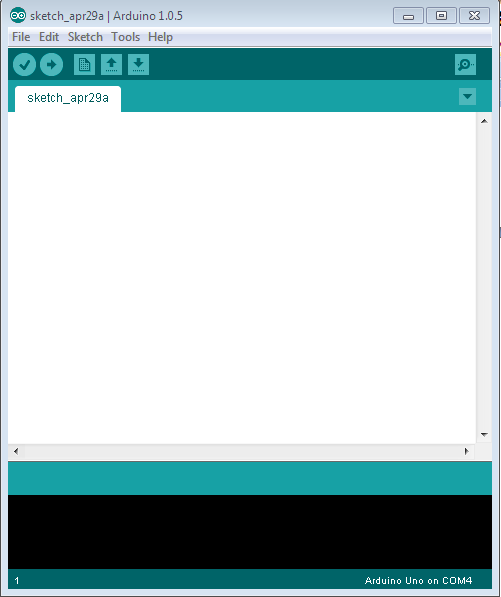 sketch_apr29a | Arduino 1.0.5
File Edit Sketch Tools Help
sketch_apr29a
1 Arduino Uno on COM4